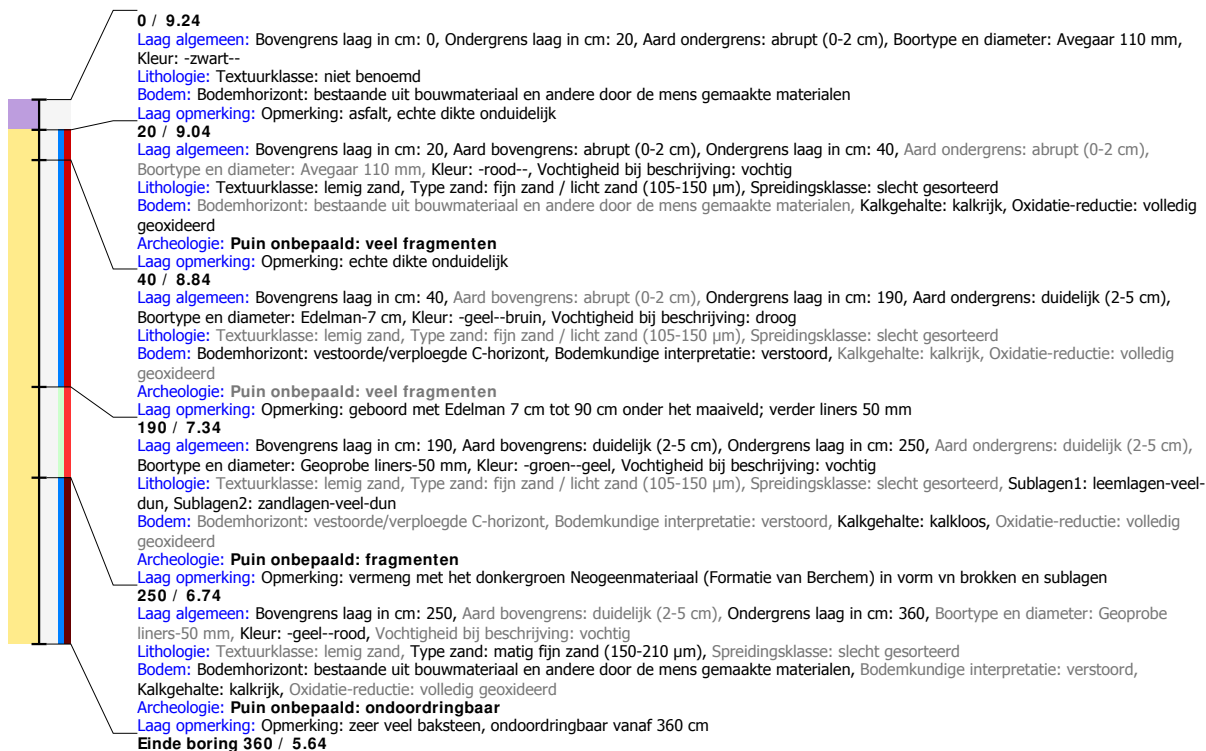 0 / 9.24
Laag algemeen: Bovengrens laag in cm: 0, Ondergrens laag in cm: 20, Aard ondergrens: abrupt (0-2 cm), Boortype en diameter: Avegaar 110 mm,
Kleur: -zwart--
Lithologie: Textuurklasse: niet benoemd
Bodem: Bodemhorizont: bestaande uit bouwmateriaal en andere door de mens gemaakte materialen
Laag opmerking: Opmerking: asfalt, echte dikte onduidelijk
20 / 9.04
Laag algemeen: Bovengrens laag in cm: 20, Aard bovengrens: abrupt (0-2 cm), Ondergrens laag in cm: 40, Aard ondergrens: abrupt (0-2 cm),
Boortype en diameter: Avegaar 110 mm, Kleur: -rood--, Vochtigheid bij beschrijving: vochtig
Lithologie: Textuurklasse: lemig zand, Type zand: fijn zand / licht zand (105-150 µm), Spreidingsklasse: slecht gesorteerd
Bodem: Bodemhorizont: bestaande uit bouwmateriaal en andere door de mens gemaakte materialen, Kalkgehalte: kalkrijk, Oxidatie-reductie: volledig
geoxideerd
Archeologie: Puin onbepaald: veel fragmenten
Laag opmerking: Opmerking: echte dikte onduidelijk
40 / 8.84
Laag algemeen: Bovengrens laag in cm: 40, Aard bovengrens: abrupt (0-2 cm), Ondergrens laag in cm: 190, Aard ondergrens: duidelijk (2-5 cm),
Boortype en diameter: Edelman-7 cm, Kleur: -geel--bruin, Vochtigheid bij beschrijving: droog
Lithologie: Textuurklasse: lemig zand, Type zand: fijn zand / licht zand (105-150 µm), Spreidingsklasse: slecht gesorteerd
Bodem: Bodemhorizont: vestoorde/verploegde C-horizont, Bodemkundige interpretatie: verstoord, Kalkgehalte: kalkrijk, Oxidatie-reductie: volledig
geoxideerd
Archeologie: Puin onbepaald: veel fragmenten
Laag opmerking: Opmerking: geboord met Edelman 7 cm tot 90 cm onder het maaiveld; verder liners 50 mm
190 / 7.34
Laag algemeen: Bovengrens laag in cm: 190, Aard bovengrens: duidelijk (2-5 cm), Ondergrens laag in cm: 250, Aard ondergrens: duidelijk (2-5 cm),
Boortype en diameter: Geoprobe liners-50 mm, Kleur: -groen--geel, Vochtigheid bij beschrijving: vochtig
Lithologie: Textuurklasse: lemig zand, Type zand: fijn zand / licht zand (105-150 µm), Spreidingsklasse: slecht gesorteerd, Sublagen1: leemlagen-veel-
dun, Sublagen2: zandlagen-veel-dun
Bodem: Bodemhorizont: vestoorde/verploegde C-horizont, Bodemkundige interpretatie: verstoord, Kalkgehalte: kalkloos, Oxidatie-reductie: volledig
geoxideerd
Archeologie: Puin onbepaald: fragmenten
Laag opmerking: Opmerking: vermeng met het donkergroen Neogeenmateriaal (Formatie van Berchem) in vorm vn brokken en sublagen
250 / 6.74
Laag algemeen: Bovengrens laag in cm: 250, Aard bovengrens: duidelijk (2-5 cm), Ondergrens laag in cm: 360, Boortype en diameter: Geoprobe
liners-50 mm, Kleur: -geel--rood, Vochtigheid bij beschrijving: vochtig
Lithologie: Textuurklasse: lemig zand, Type zand: matig fijn zand (150-210 µm), Spreidingsklasse: slecht gesorteerd
Bodem: Bodemhorizont: bestaande uit bouwmateriaal en andere door de mens gemaakte materialen, Bodemkundige interpretatie: verstoord,
Kalkgehalte: kalkrijk, Oxidatie-reductie: volledig geoxideerd
Archeologie: Puin onbepaald: ondoordringbaar
Laag opmerking: Opmerking: zeer veel baksteen, ondoordringbaar vanaf 360 cm
Einde boring 360 / 5.64